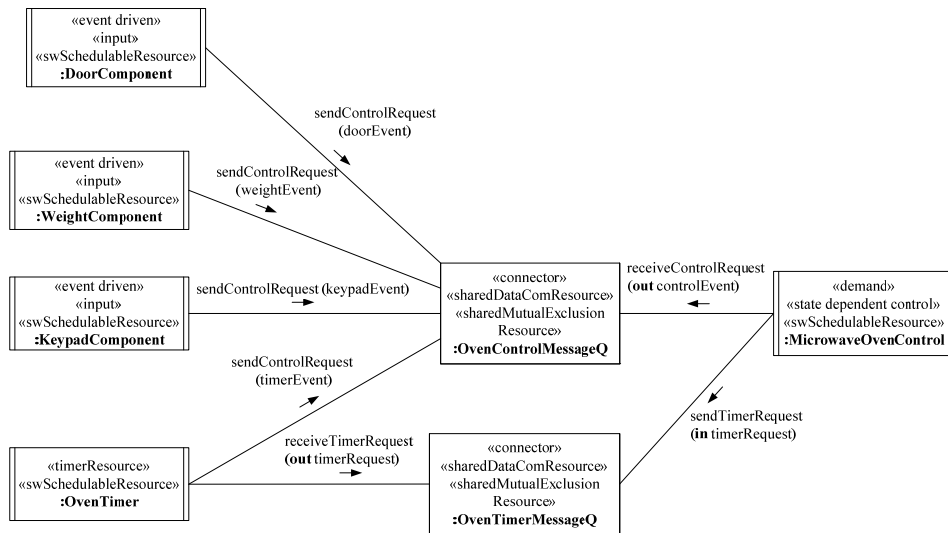 «event driven»
«input»
«swSchedulableResource»
:DoorComponent
sendControlRequest
(doorEvent)
«event driven»
«input»
«swSchedulableResource»
:WeightComponent
sendControlRequest
(weightEvent)
«event driven»
«input»
«swSchedulableResource»
:KeypadComponent
sendControlRequest (keypadEvent)
«connector»
«sharedDataComResource»
«sharedMutualExclusion
Resource»
:OvenControlMessageQ
receiveControlRequest
(out controlEvent)
«demand»
«state dependent control»
«swSchedulableResource»
:MicrowaveOvenControl
sendControlRequest
(timerEvent)
sendTimerRequest
(in timerRequest)
«timerResource»
«swSchedulableResource»
:OvenTimer
receiveTimerRequest
(out timerRequest)
«connector»
«sharedDataComResource»
«sharedMutualExclusion
Resource»
:OvenTimerMessageQ